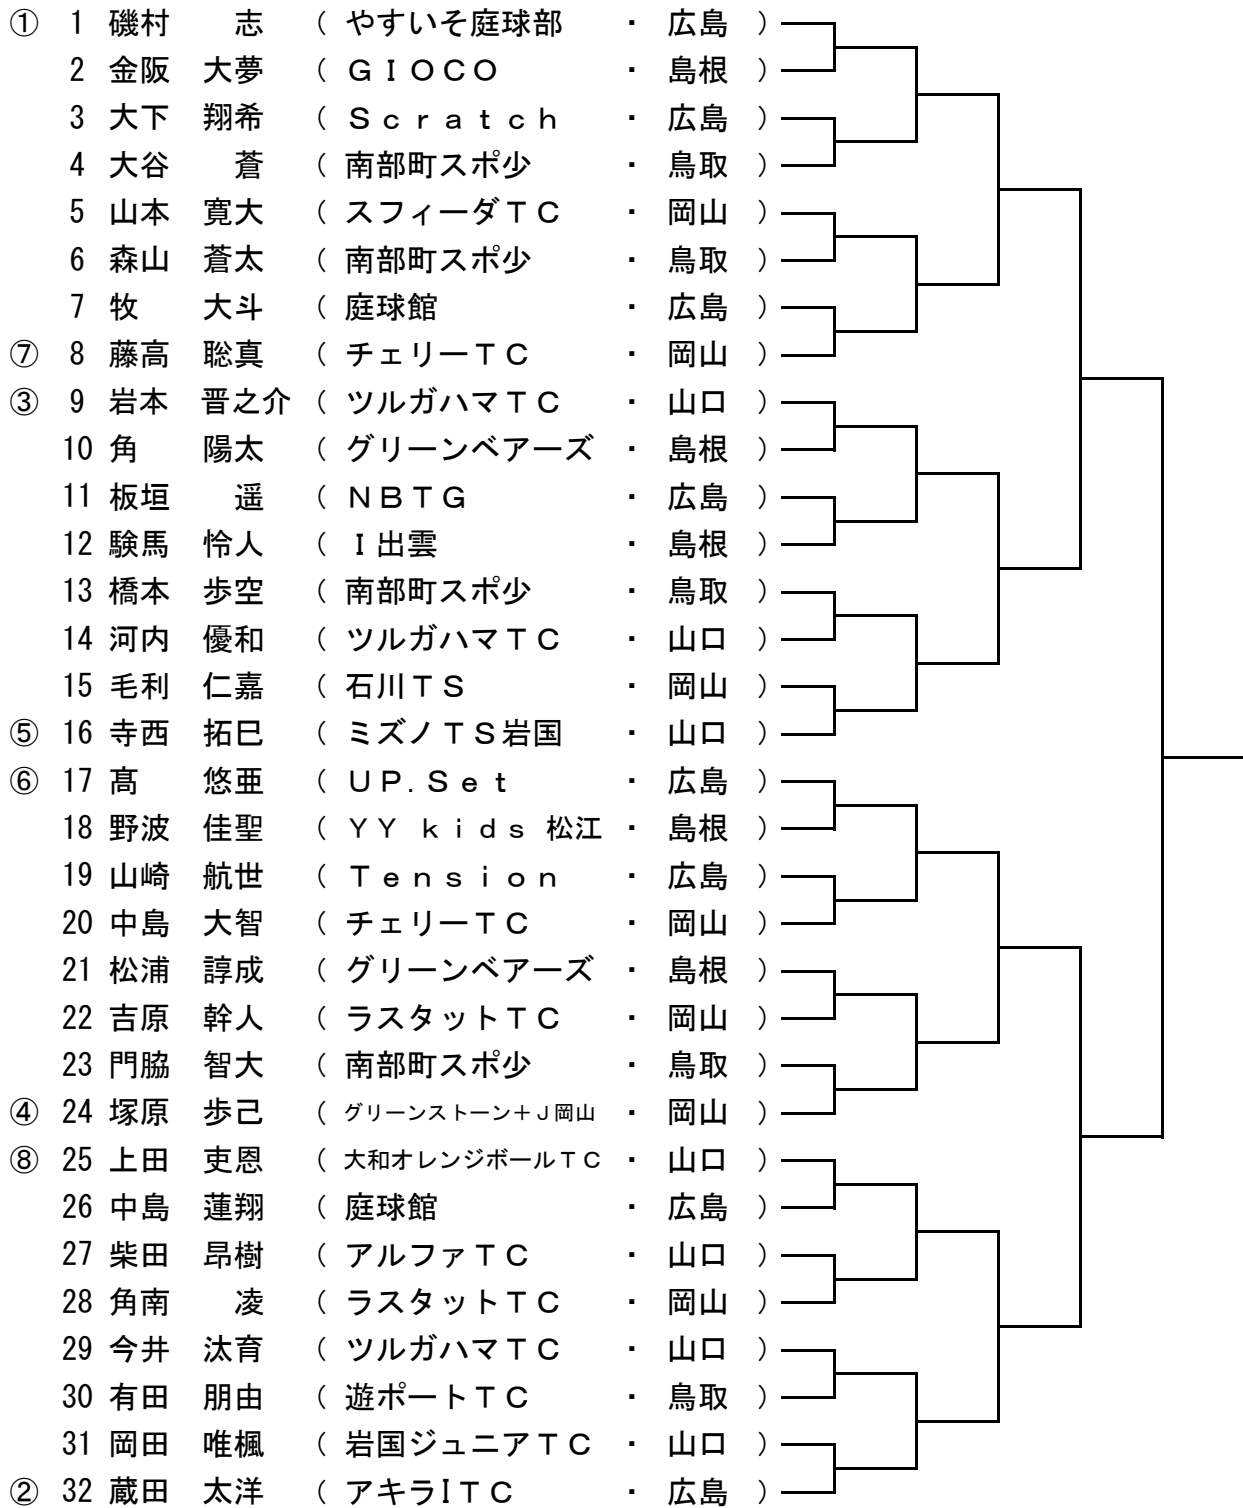 ① 1 磯村 志 ( やすいそ庭球部 ・ 広島 )
2 金阪 大夢 ( GIOCO ・ 島根 )
3 大下 翔希 ( Scratch ・ 広島 )
4 大谷 蒼 ( 南部町スポ少 ・ 鳥取 )
5 山本 寛大 ( スフィーダTC ・ 岡山 )
6 森山 蒼太 ( 南部町スポ少 ・ 鳥取 )
7 牧 大斗 ( 庭球館 ・ 広島 )
⑦ 8 藤高 聡真 ( チェリーTC ・ 岡山 )
③ 9 岩本 晋之介 ( ツルガハマTC ・ 山口 )
10 角 陽太 ( グリーンベアーズ ・ 島根 )
11 板垣 遥 ( NBTG ・ 広島 )
12 験馬 怜人 ( I出雲 ・ 島根 )
13 橋本 歩空 ( 南部町スポ少 ・ 鳥取 )
14 河内 優和 ( ツルガハマTC ・ 山口 )
15 毛利 仁嘉 ( 石川TS ・ 岡山 )
⑤ 16 寺西 拓巳 ( ミズノTS岩国 ・ 山口 )
⑥ 17 髙 悠亜 ( UP.Set ・ 広島 )
18 野波 佳聖 ( YY kids 松江 ・ 島根 )
19 山崎 航世 ( Tension ・ 広島 )
20 中島 大智 ( チェリーTC ・ 岡山 )
21 松浦 諄成 ( グリーンベアーズ ・ 島根 )
22 吉原 幹人 ( ラスタットTC ・ 岡山 )
23 門脇 智大 ( 南部町スポ少 ・ 鳥取 )
④ 24 塚原 歩己 ( グリーンストーン+J岡山 ・ 岡山 )
⑧ 25 上田 吏恩 ( 大和オレンジボールTC ・ 山口 )
26 中島 蓮翔 ( 庭球館 ・ 広島 )
27 柴田 昂樹 ( アルファTC ・ 山口 )
28 角南 凌 ( ラスタットTC ・ 岡山 )
29 今井 汰育 ( ツルガハマTC ・ 山口 )
30 有田 朋由 ( 遊ポートTC ・ 鳥取 )
31 岡田 唯楓 ( 岩国ジュニアTC ・ 山口 )
② 32 蔵田 太洋 ( アキラITC ・ 広島 )